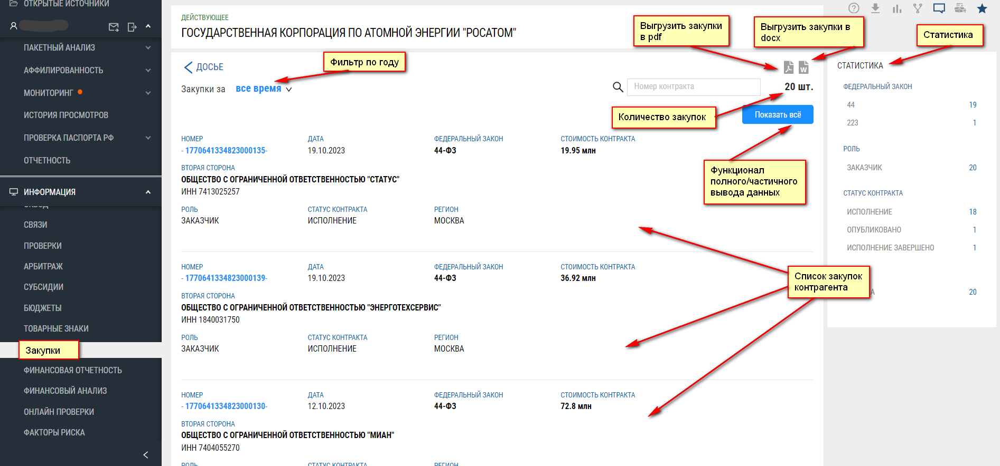 ОТКРЫТЫЕ ИСТОЧНИКИ
ПАКЕТНЫЙ АНАЛИЗ
АФФИЛИРОВАННОСТЬ
МОНИТОРИНГ
ИСТОРИЯ ПРОСМОТРОВ
ПРОВЕРКА ПАСПОРТА РФ
ОТЧЕТНОСТЬ
ИНФОРМАЦИЯ
СВЯЗИ
ПРОВЕРКИ
АРБИТРАЖ
СУБСИДИИ
БЮДЖЕТЫ
ТОВАРНЫЕ ЗНАКИ
Закупки
ФИНАНСОВАЯ ОТЧЕТНОСТЬ
ФИНАНСОВЫЙ АНАЛИЗ
ОНЛАЙН ПРОВЕРКИ
ФАКТОРЫ РИСКА
ДЕЙСТВУЮЩЕЕ
ГОСУДАРСТВЕННАЯ КОРПОРАЦИЯ ПО АТОМНОЙ ЭНЕРГИИ "РОСАТОМ"
Выгрузить закупки
в pdf
Выгрузить закупки в
docx
Статистика
ДОСЬЕ
Фильтр по году
Закупки за все время
Номер контракта
20 шт.
Количество закупок
Показать всё
Функционал
полного/частичного
вывода данных
НОМЕР ДАТА ФЕДЕРАЛЬНЫЙ ЗАКОН СТОИМОСТЬ КОНТРАКТА
- 1770641334823000135- 19.10.2023 44-ФЗ 19.95 млн
ВТОРАЯ СТОРОНА
ОБЩЕСТВО С ОГРАНИЧЕННОЙ ОТВЕТСТВЕННОСТЬЮ "СТАТУС"
ИНН 7413025257
РОЛЬ СТАТУС КОНТРАКТА РЕГИОН
ЗАКАЗЧИК ИСПОЛНЕНИЕ МОСКВА
НОМЕР ДАТА ФЕДЕРАЛЬНЫЙ ЗАКОН СТОИМОСТЬ КОНТРАКТА
- 1770641334823000139- 19.10.2023 44-ФЗ 36.92 млн
ВТОРАЯ СТОРОНА
ОБЩЕСТВО С ОГРАНИЧЕННОЙ ОТВЕТСТВЕННОСТЬЮ "ЭНЕРГОТЕХСЕРВИС"
ИНН 1840031750
РОЛЬ СТАТУС КОНТРАКТА РЕГИОН
ЗАКАЗЧИК ИСПОЛНЕНИЕ МОСКВА
НОМЕР ДАТА ФЕДЕРАЛЬНЫЙ ЗАКОН СТОИМОСТЬ КОНТРАКТА
- 1770641334823000130- 12.10.2023 44-ФЗ 72.8 млн
ВТОРАЯ СТОРОНА
ОБЩЕСТВО С ОГРАНИЧЕННОЙ ОТВЕТСТВЕННОСТЬЮ "МИАН"
ИНН 7404055270
РОЛЬ СТАТУС КОНТРАКТА РЕГИОН
Список закупок
контрагента
СТАТИСТИКА
ФЕДЕРАЛЬНЫЙ ЗАКОН
44 19
223 1
РОЛЬ
ЗАКАЗЧИК 20
СТАТУС КОНТРАКТА
ИСПОЛНЕНИЕ 18
ОПУБЛИКОВАНО 1
ИСПОЛНЕНИЕ ЗАВЕРШЕНО 1
20